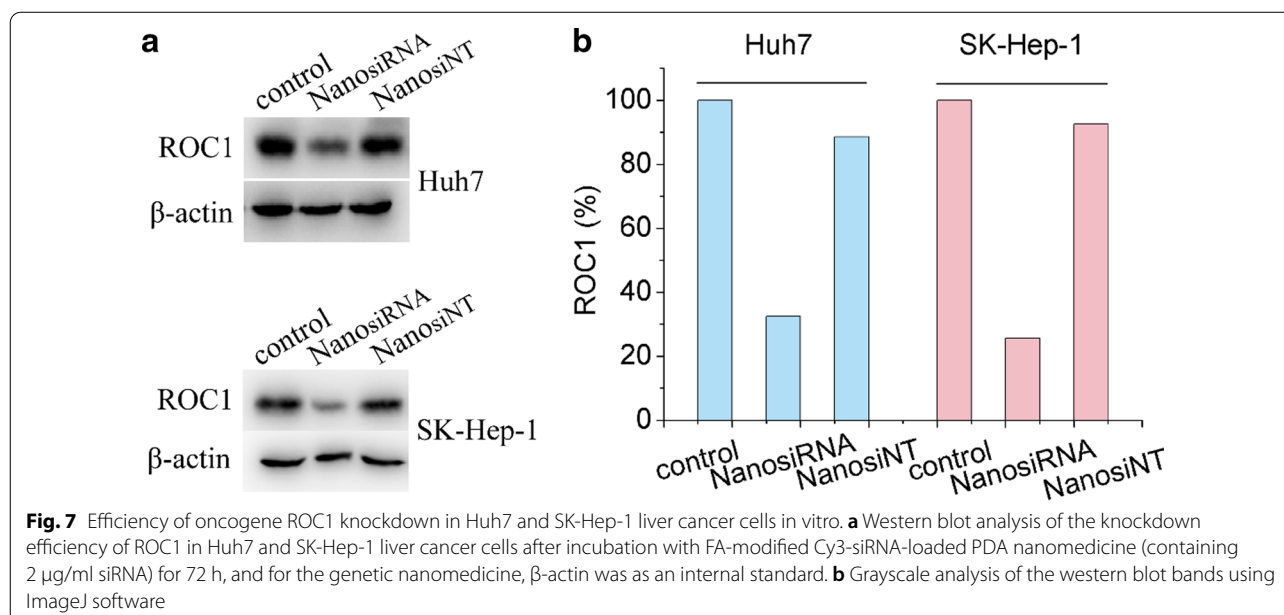 a
control NanosiRNA NanosiNT
ROC1
Huh7
β-actin
control NanosiRNA NanosiNT
ROC1
SK-Hep-1
β-actin
b
Huh7 SK-Hep-1
ROC1 (%)
100
80
60
40
20
0
control NanosiRNA NanosiNT control NanosiRNA NanosiNT
Fig. 7 Efficiency of oncogene ROC1 knockdown in Huh7 and SK-Hep-1 liver cancer cells in vitro. a Western blot analysis of the knockdown
efficiency of ROC1 in Huh7 and SK-Hep-1 liver cancer cells after incubation with FA-modified Cy3-siRNA-loaded PDA nanomedicine (containing
2 μg/ml siRNA) for 72 h, and for the genetic nanomedicine, β-actin was as an internal standard. b Grayscale analysis of the western blot bands using
ImageJ software